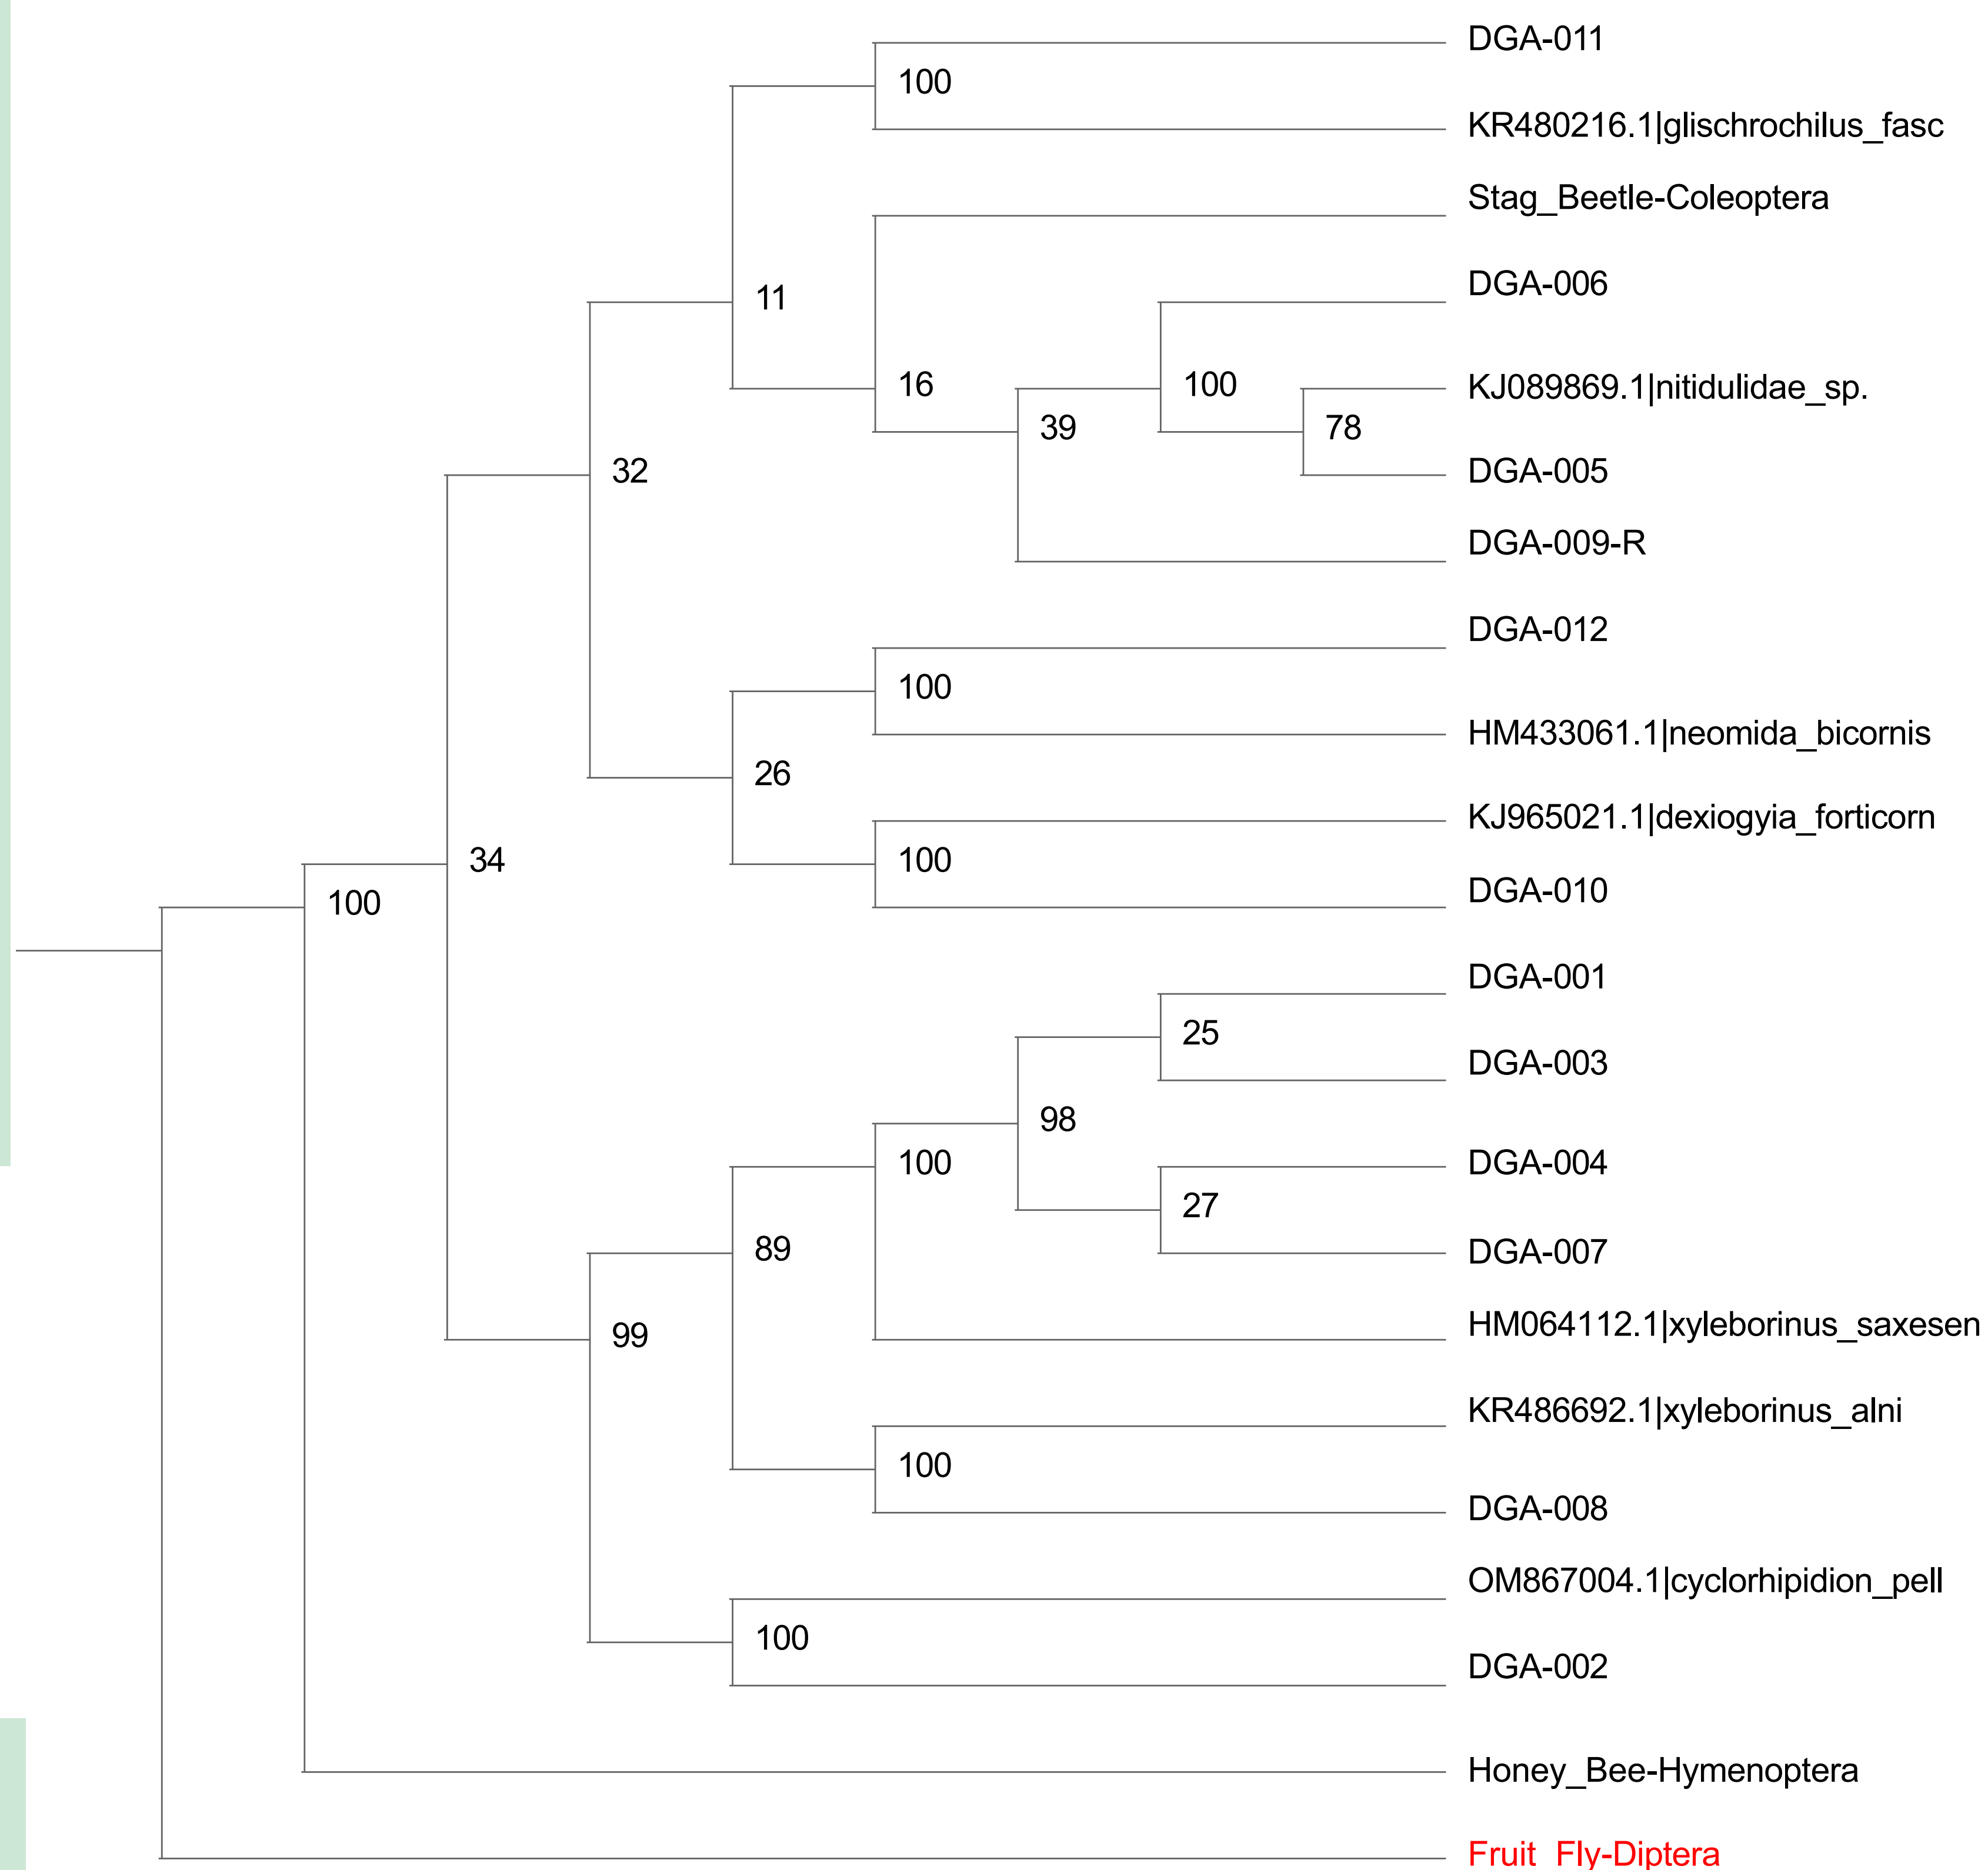 DGA-011
100
KR480216.1|glischrochilus_fasc
Stag_Beetle-Coleoptera
DGA-006
11
16
100
KJ089869.1|nitidulidae_sp.
39
78
32
DGA-005
DGA-009-R
DGA-012
100
HM433061.1|neomida_bicornis
26
KJ965021.1|dexiogyia_forticorn
34
100
DGA-010
100
DGA-001
25
DGA-003
98
100
DGA-004
27
89
DGA-007
99
HM064112.1|xyleborinus_saxesen
KR486692.1|xyleborinus_alni
100
DGA-008
OM867004.1|cyclorhipidion_pell
100
DGA-002
Honey_Bee-Hymenoptera
Fruit_Fly-Diptera